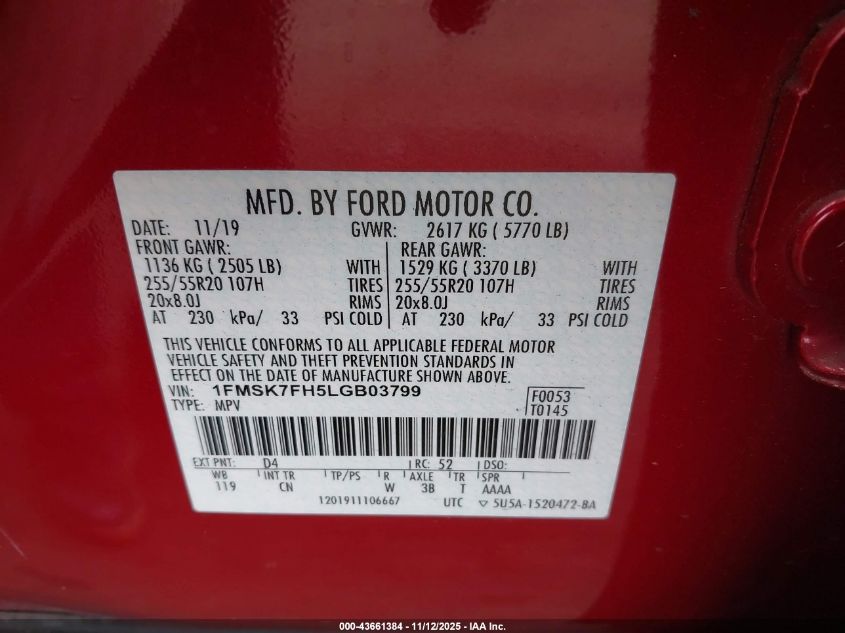 MFD. BY FORD MOTOR CO.
DATE: 11/19 GVWR: 2617 KG ( 5770 LB)
FRONT GAWR: REAR GAWR:
1136 KG ( 2505 LB) WITH 1529 KG ( 3370 LB) WITH
255/55R20 107H TIRES 255/55R20 107H TIRES
20x8.0J RIMS 20x8.0J RIMS
AT 230 kPa/ 33 PSI COLD AT 230 kPa/ 33 PSI COLD
THIS VEHICLE CONFORMS TO ALL APPLICABLE FEDERAL MOTOR
VEHICLE SAFETY AND THEFT PREVENTION STANDARDS IN
EFFECT ON THE DATE OF MANUFACTURE SHOWN ABOVE.
VIN: 1FMSK7FH5LGB03799 F0053
TYPE: MPV T0145
EXT PNT: D4 RC: 52 DSO:
WB INT TR TP/PS R AXLE TR SPR
119 CN W 3B T AAAA
1201911106667 UTC ▽ 5U5A-1520472-BA
000-43661384 - 11/12/2025 - IAA Inc.